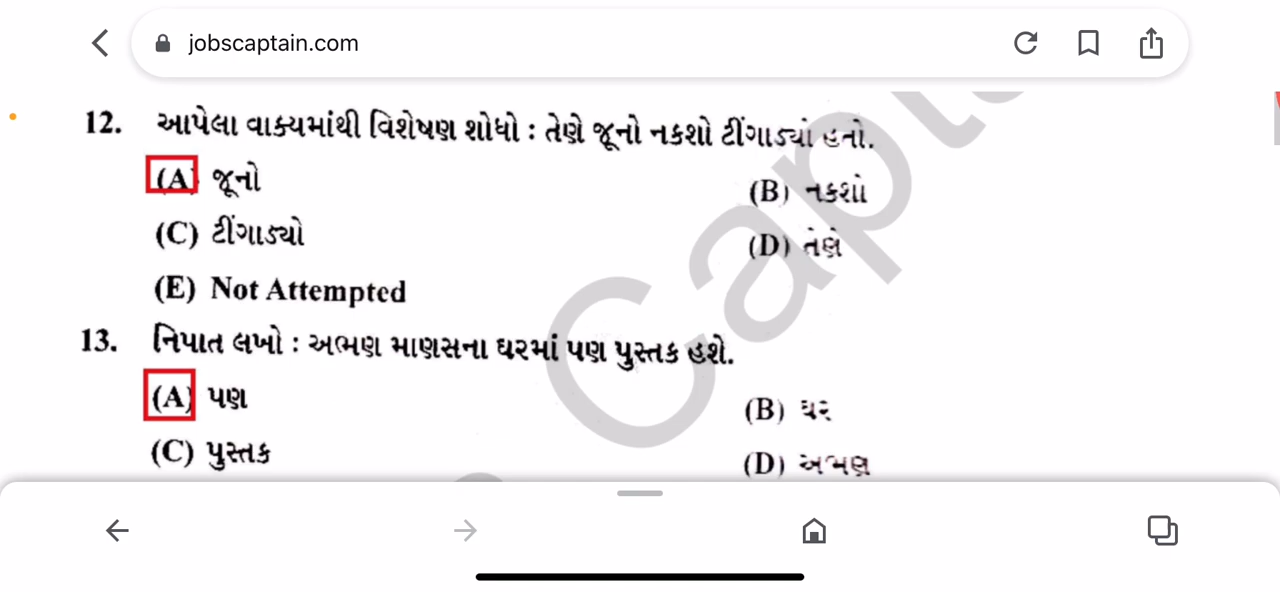 jobscaptain.com
12. આપેલા વાક્યમાંથી વિશેષણ શોધો : તેણે જૂનો નકશો ટીંગાડ્યો હતો.
(A) જૂનો
(B) નકશો
(C) ટીંગાડ્યો
(D) તેણે
(E) Not Attempted
13. નિપાત લખો : અભણ માણસના ઘરમાં પણ પુસ્તક હશે.
(A) પણ
(B) ઘર
(C) પુસ્તક
(D) અભણ
Capt